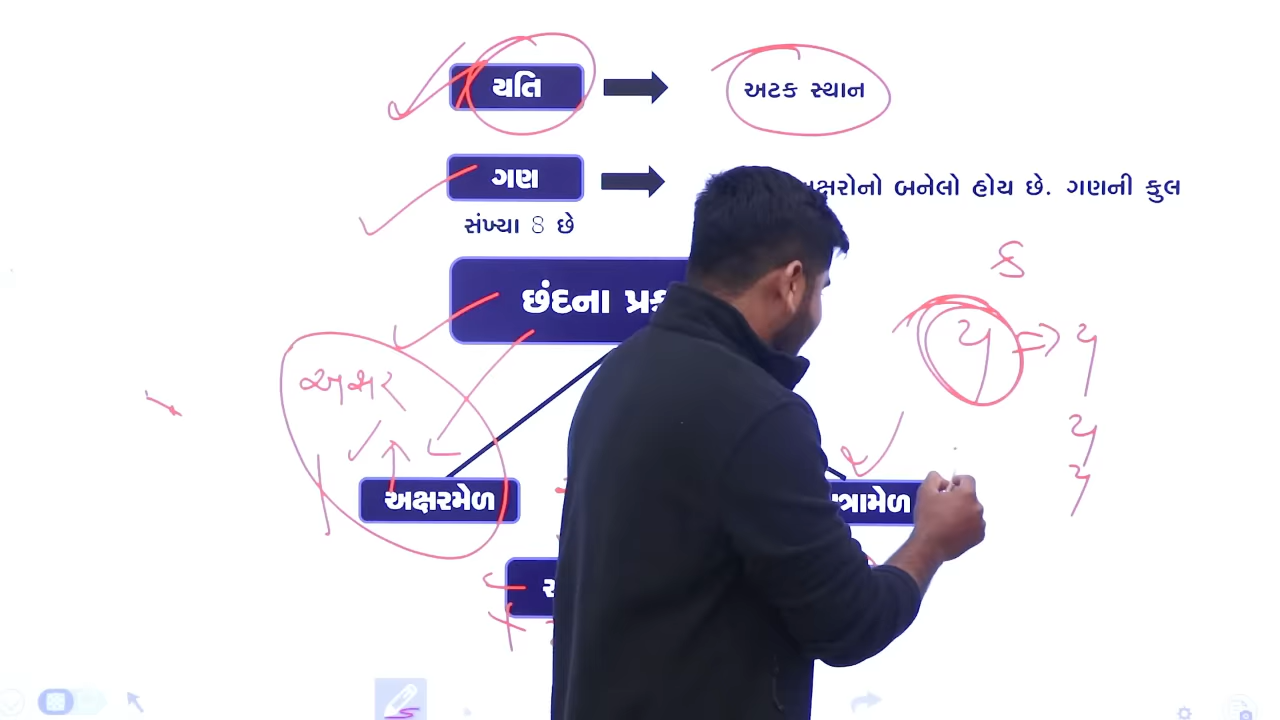 યતિ
અટક સ્થાન
ગણ
અક્ષરોનો બનેલો હોય છે. ગણની કુલ
સંખ્યા 8 છે
ક
છંદના
ય ય
અક્ષર
ય
ય
અક્ષરમેળ